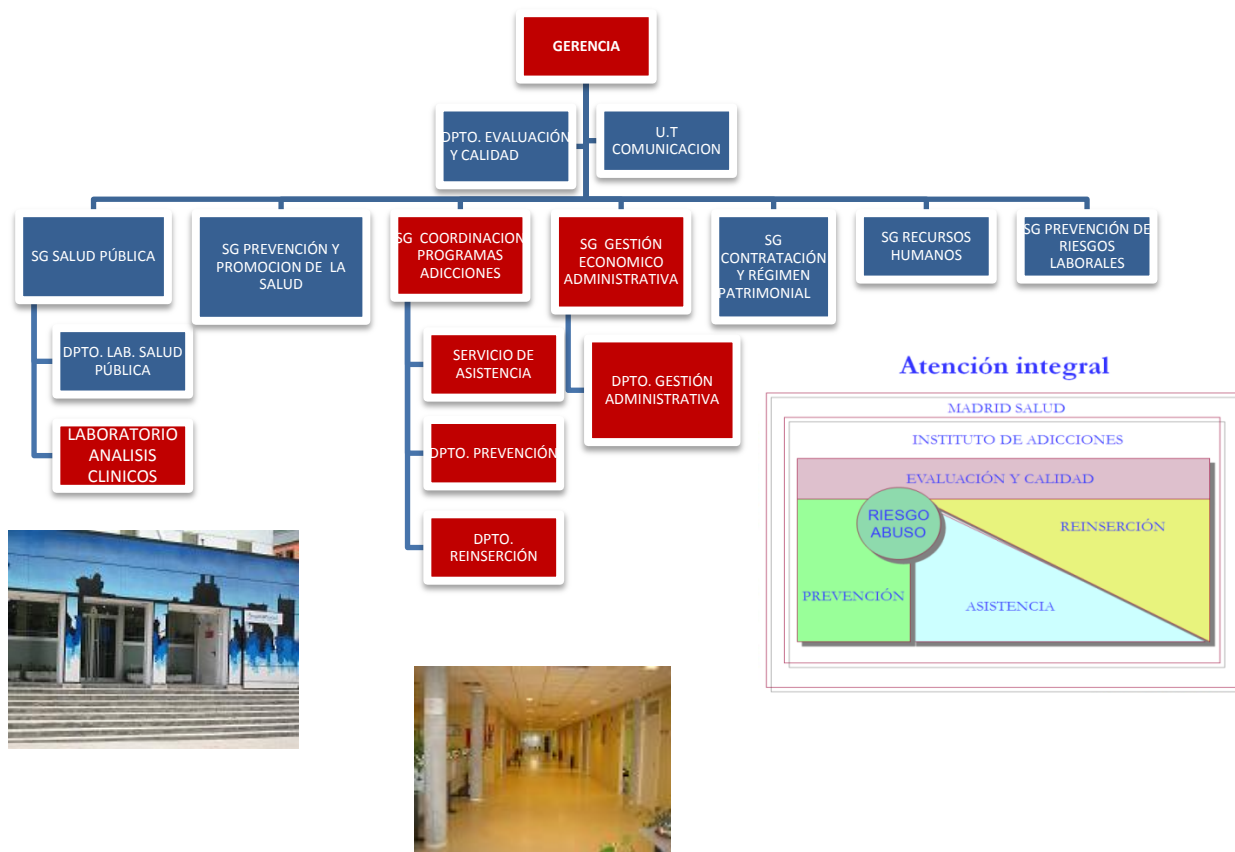 GERENCIA
DPTO. EVALUACIÓN
Y CALIDAD
U.T
COMUNICACION
SG SALUD PÚBLICA
SG PREVENCIÓN Y
PROMOCION DE LA
SALUD
SG COORDINACION
PROGRAMAS
ADICCIONES
SG GESTIÓN
ECONOMICO
ADMINISTRATIVA
SG
CONTRATACIÓN
Y RÉGIMEN
PATRIMONIAL
SG RECURSOS
HUMANOS
SG PREVENCIÓN DE
RIESGOS
LABORALES
DPTO. LAB. SALUD
PÚBLICA
LABORATORIO
ANALISIS
CLINICOS
SERVICIO DE
ASISTENCIA
DPTO. PREVENCIÓN
DPTO.
REINSERCIÓN
DPTO. GESTIÓN
ADMINISTRATIVA
Atención integral
MADRID SALUD
INSTITUTO DE ADICCIONES
EVALUACIÓN Y CALIDAD
RIESGO
ABUSO
REINSERCIÓN
PREVENCIÓN
ASISTENCIA